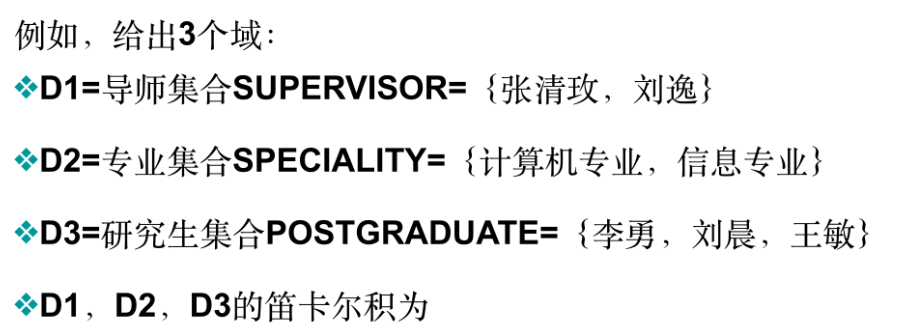 例如，给出3个域：
❖D1=导师集合SUPERVISOR=｛张清玫，刘逸｝
❖D2=专业集合SPECIALITY=｛计算机专业，信息专业｝
❖D3=研究生集合POSTGRADUATE=｛李勇，刘晨，王敏｝
❖D1，D2，D3的笛卡尔积为